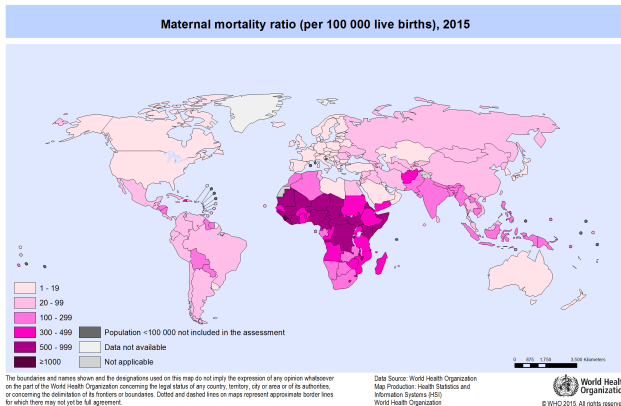 Maternal mortality ratio (per 100 000 live births), 2015
1 - 19
20 - 99
100 - 299
300 - 499
500 - 999
≥1000
Population <100 000 not included in the assessment
Data not available
Not applicable
0 875 1,750 3,500 Kilometers
The boundaries and names shown and the designations used on this map do not imply the expression of any opinion whatsoever
on the part of the World Health Organization concerning the legal status of any country, territory, city or area or of its authorities,
or concerning the delimitation of its frontiers or boundaries. Dotted and dashed lines on maps represent approximate border lines
for which there may not yet be full agreement.
Data Source: World Health Organization
Map Production: Health Statistics and
Information Systems (HSI)
World Health Organization
World Healt
Organizatio
© WHO 2015. All rights reserve